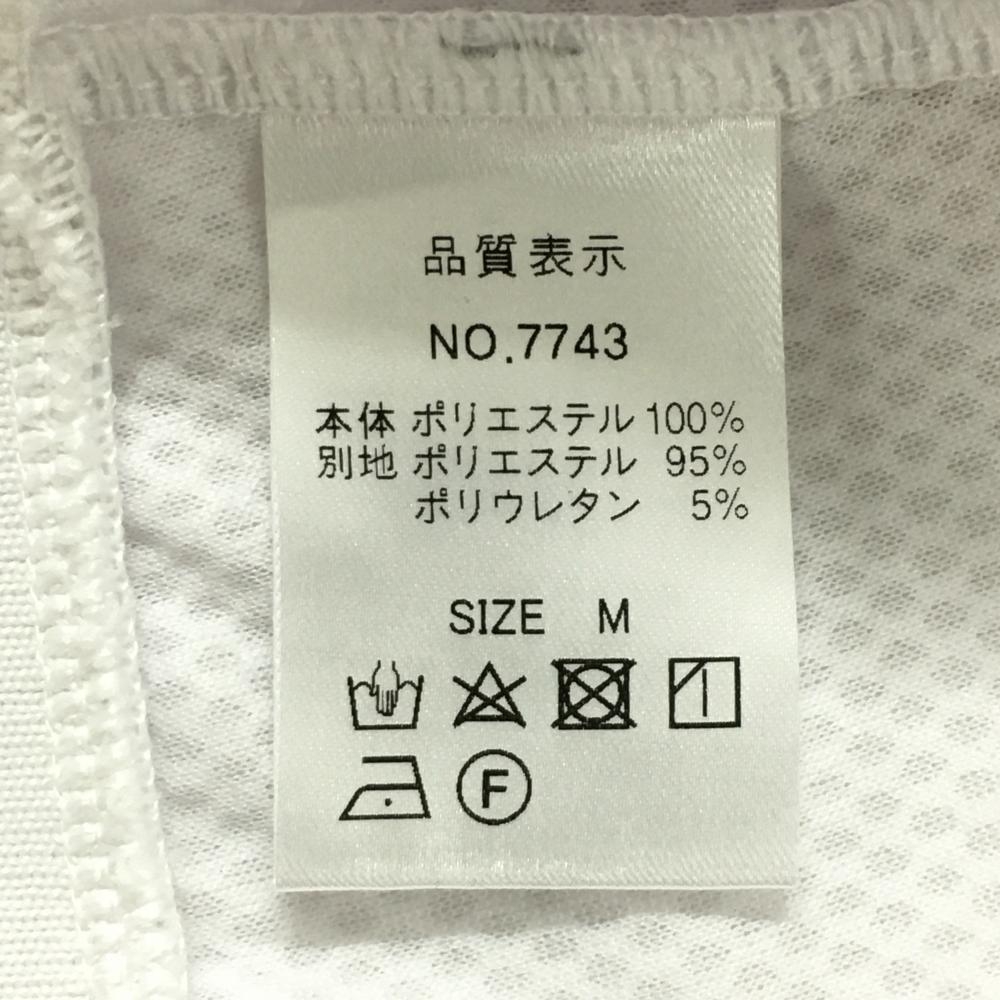 品質表示
NO.7743
本体 ポリエステル 100%
別地 ポリエステル 95%
ポリウレタン 5%
SIZE M
F